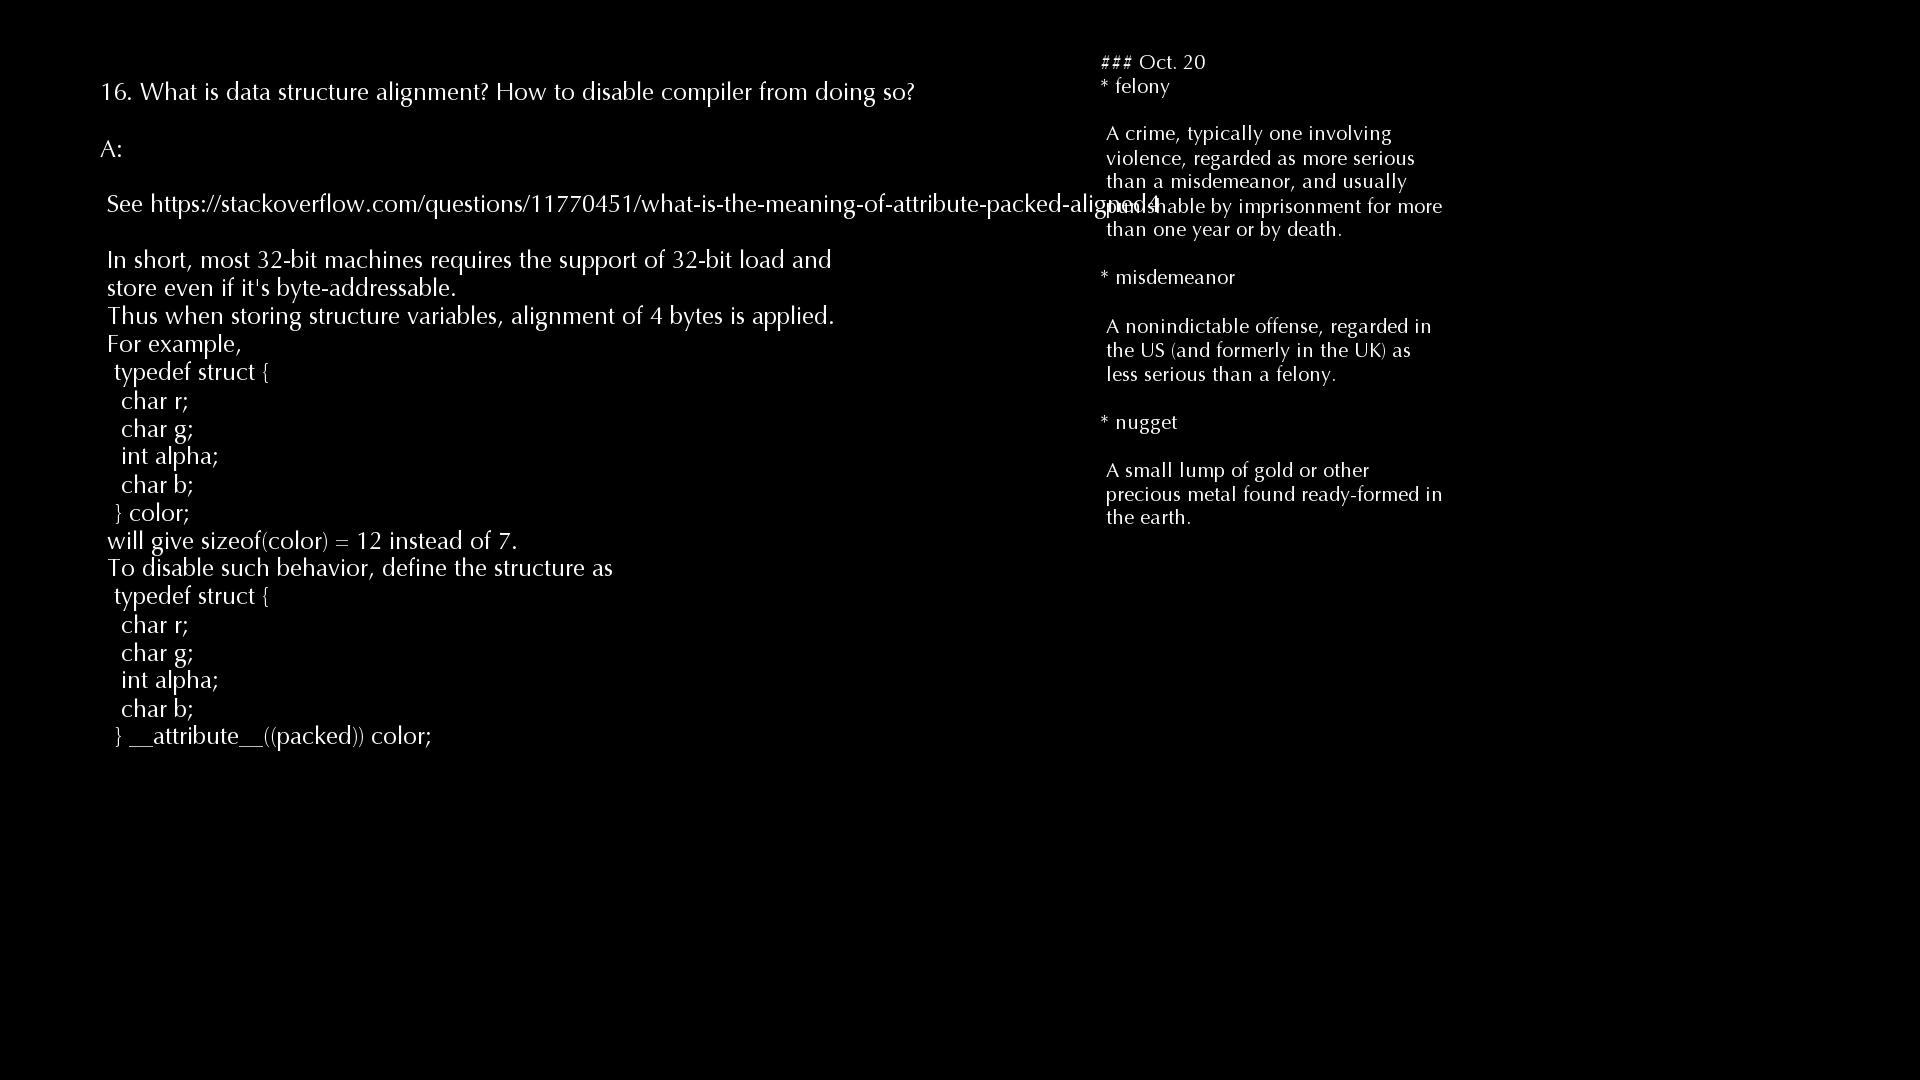 16. What is data structure alignment? How to disable compiler from doing so?
A:
See https://stackoverflow.com/questions/11770451/what-is-the-meaning-of-attribute-packed-aligned4
In short, most 32-bit machines requires the support of 32-bit load and
store even if it's byte-addressable.
Thus when storing structure variables, alignment of 4 bytes is applied.
For example,
typedef struct {
char r;
char g;
int alpha;
char b;
} color;
will give sizeof(color) = 12 instead of 7.
To disable such behavior, define the structure as
typedef struct {
char r;
char g;
int alpha;
char b;
} __attribute__((packed)) color;
### Oct. 20
* felony
A crime, typically one involving
violence, regarded as more serious
than a misdemeanor, and usually
punishable by imprisonment for more
than one year or by death.
* misdemeanor
A nonindictable offense, regarded in
the US (and formerly in the UK) as
less serious than a felony.
* nugget
A small lump of gold or other
precious metal found ready-formed in
the earth.